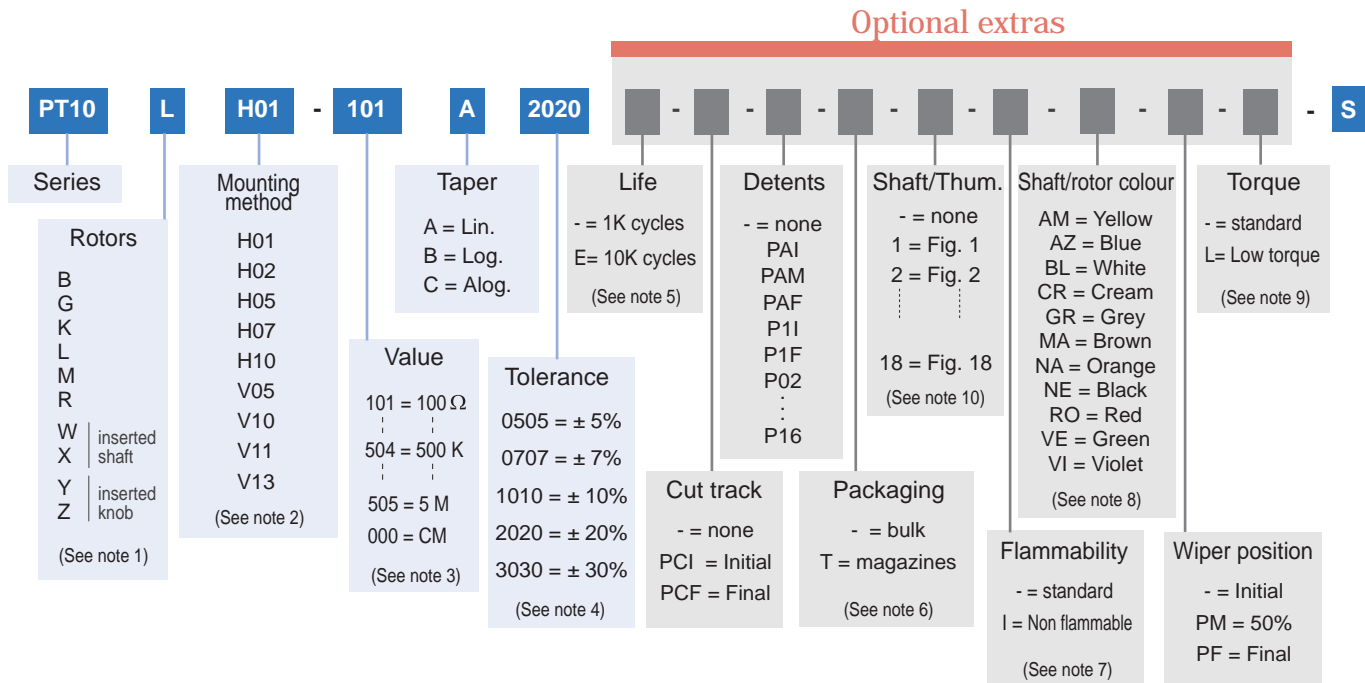 Optional extras
PT10 L H01 - 101 A 2020 - - - - - - - - - S
Series
Rotors
B
G
K
L
M
R
W
X
inserted
shaft
Y
Z
inserted
knob
(See note 1)
Mounting
method
H01
H02
H05
H07
H10
V05
V10
V11
V13
(See note 2)
Value
101 = 100 Ω
504 = 500 K
505 = 5 M
000 = CM
(See note 3)
Taper
A = Lin.
B = Log.
C = Alog.
Tolerance
0505 = ± 5%
0707 = ± 7%
1010 = ± 10%
2020 = ± 20%
3030 = ± 30%
(See note 4)
Life
- = 1K cycles
E= 10K cycles
(See note 5)
Cut track
- = none
PCI = Initial
PCF = Final
Detents
- = none
PAI
PAM
PAF
P1I
P1F
P02
:
:
P16
Packaging
- = bulk
T = magazines
(See note 6)
Shaft/Thum.
- = none
1 = Fig. 1
2 = Fig. 2
18 = Fig. 18
(See note 10)
Flammability
- = standard
I = Non flammable
(See note 7)
Shaft/rotor colour
AM = Yellow
AZ = Blue
BL = White
CR = Cream
GR = Grey
MA = Brown
NA = Orange
NE = Black
RO = Red
VE = Green
VI = Violet
(See note 8)
Wiper position
- = Initial
PM = 50%
PF = Final
Torque
- = standard
L= Low torque
(See note 9)